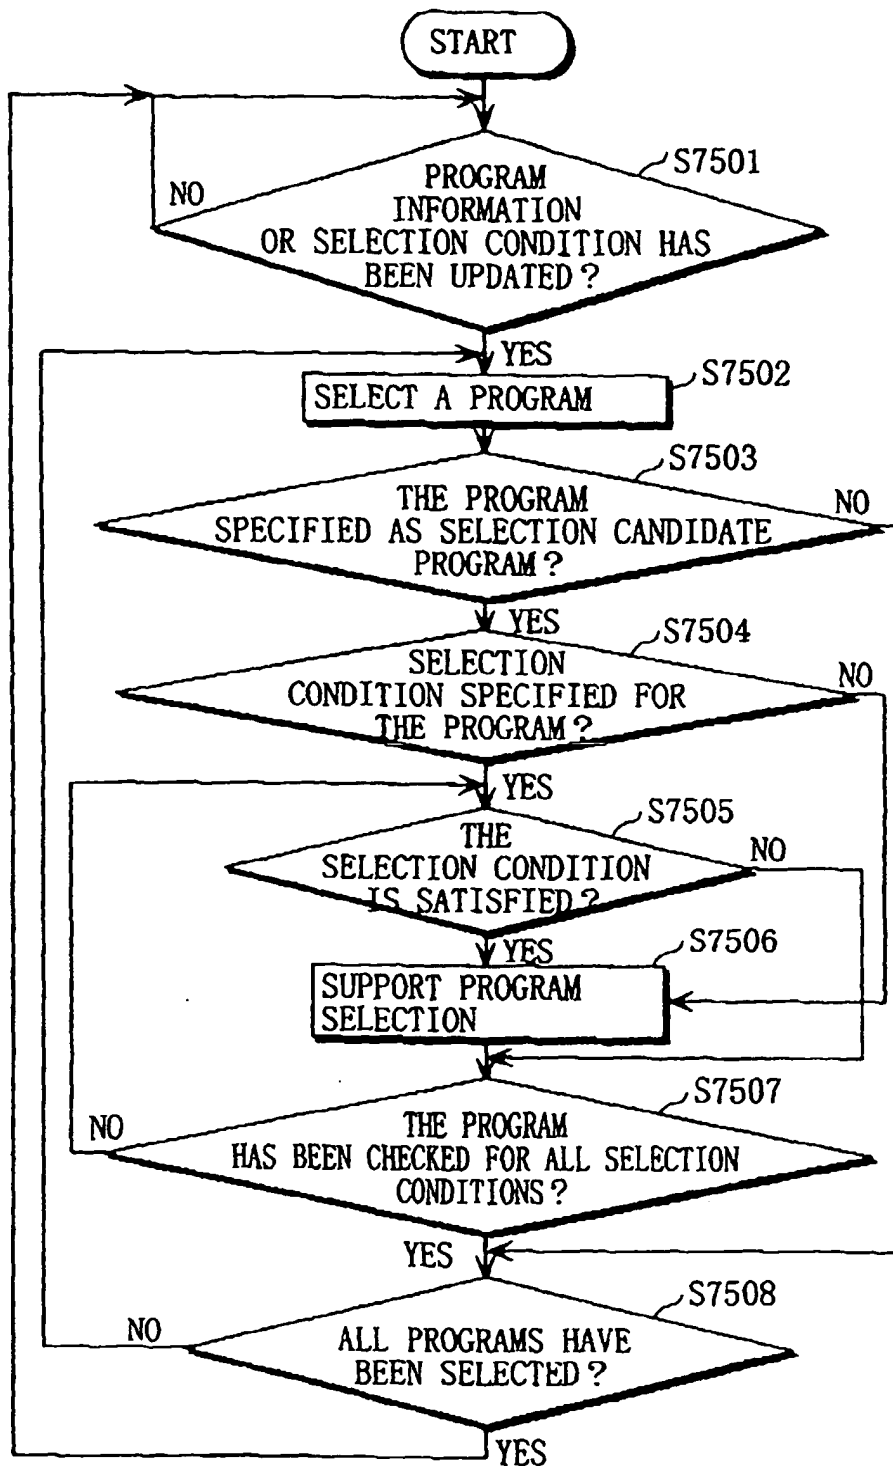 START
S7501
NO
PROGRAM
INFORMATION
OR SELECTION CONDITION HAS
BEEN UPDATED?
YES
S7502
SELECT A PROGRAM
S7503
THE PROGRAM
NO
SPECIFIED AS SELECTION CANDIDATE
PROGRAM?
YES
S7504
SELECTION
NO
CONDITION SPECIFIED FOR
THE PROGRAM?
YES
S7505
THE
NO
SELECTION CONDITION
IS SATISFIED?
YES
S7506
SUPPORT PROGRAM
SELECTION
S7507
NO
THE PROGRAM
HAS BEEN CHECKED FOR ALL SELECTION
CONDITIONS?
YES
S7508
NO
ALL PROGRAMS HAVE
BEEN SELECTED?
YES